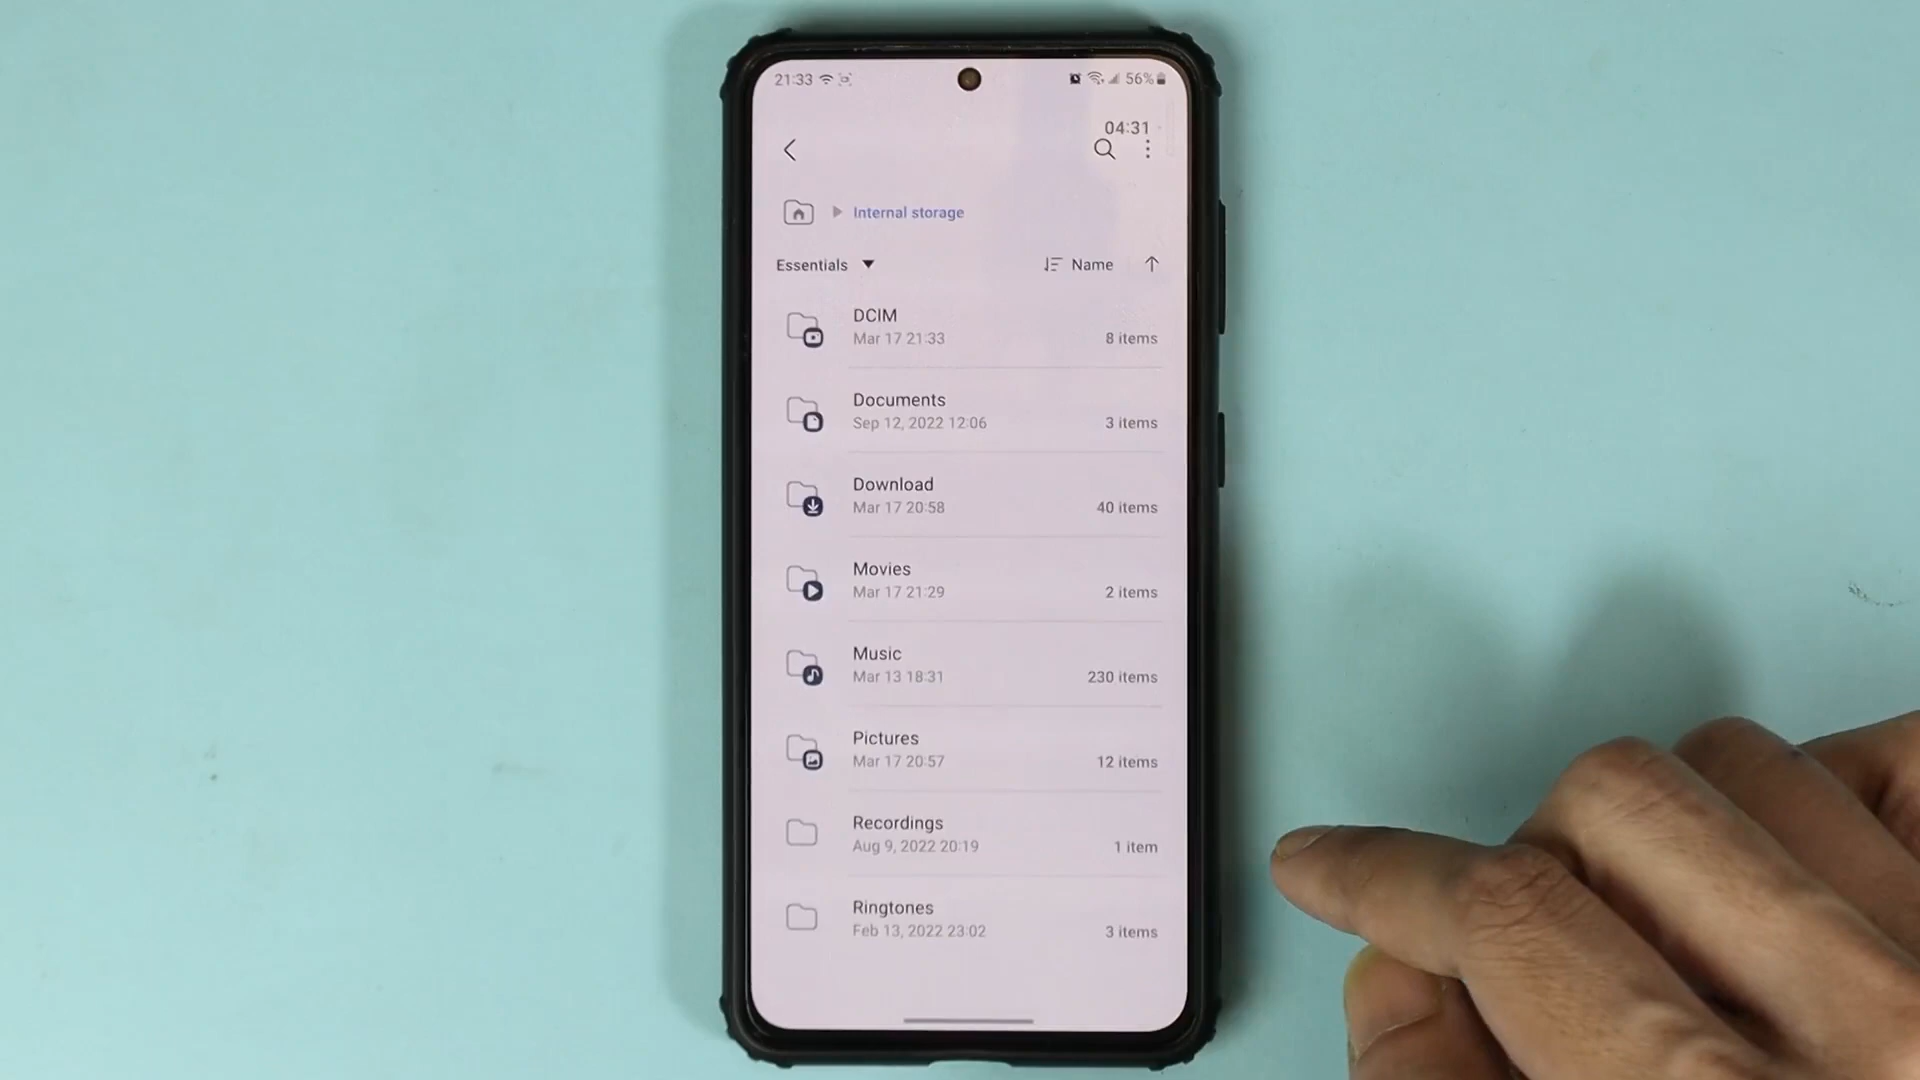 21:33
56%
04:31
Internal storage
Essentials
Name
DCIM
Mar 17 21:33
8 items
Documents
Sep 12, 2022 12:06
3 items
Download
Mar 17 20:58
40 items
Movies
Mar 17 21:29
2 items
Music
Mar 13 18:31
230 items
Pictures
Mar 17 20:57
12 items
Recordings
Aug 9, 2022 20:19
1 item
Ringtones
Feb 13, 2022 23:02
3 items